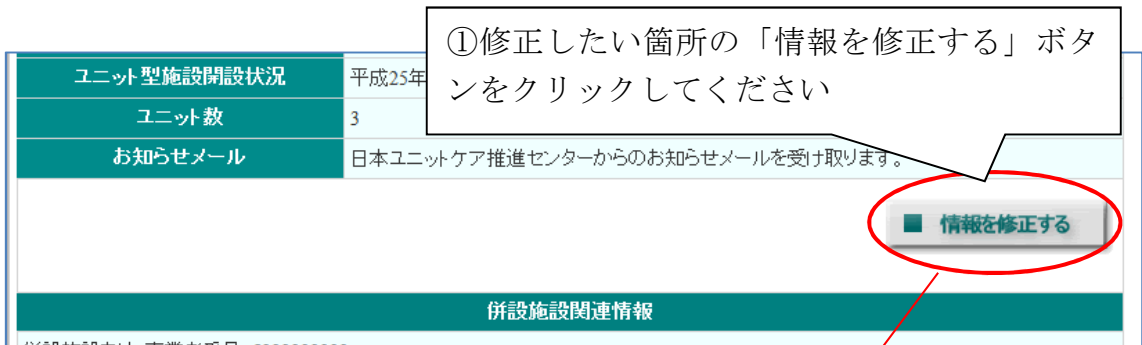 ①修正したい箇所の「情報を修正する」ボタ
ンをクリックしてください
ユニット型施設開設状況 平成25年
ユニット数 3
お知らせメール 日本ユニットケア推進センターからのお知らせメールを受け取ります。
■ 情報を修正する
併設施設関連情報